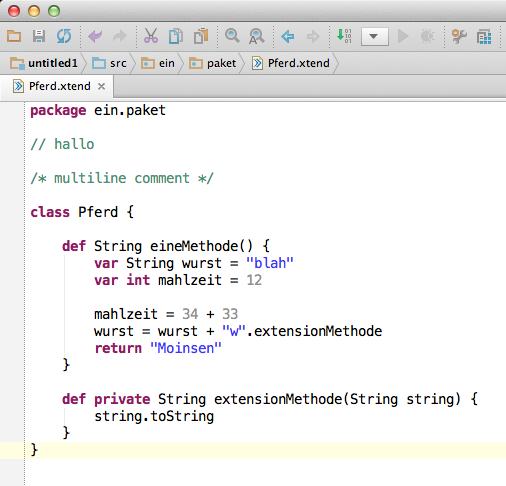 untitled1 src ein paket Pferd.xtend
Pferd.xtend
package ein.paket
// hallo
/* multiline comment */
class Pferd {
def String eineMethode() {
var String wurst = "blah"
var int mahlzeit = 12
mahlzeit = 34 + 33
wurst = wurst + "w".extensionMethode
return "Moinsen"
}
def private String extensionMethode(String string) {
string.toString
}
}